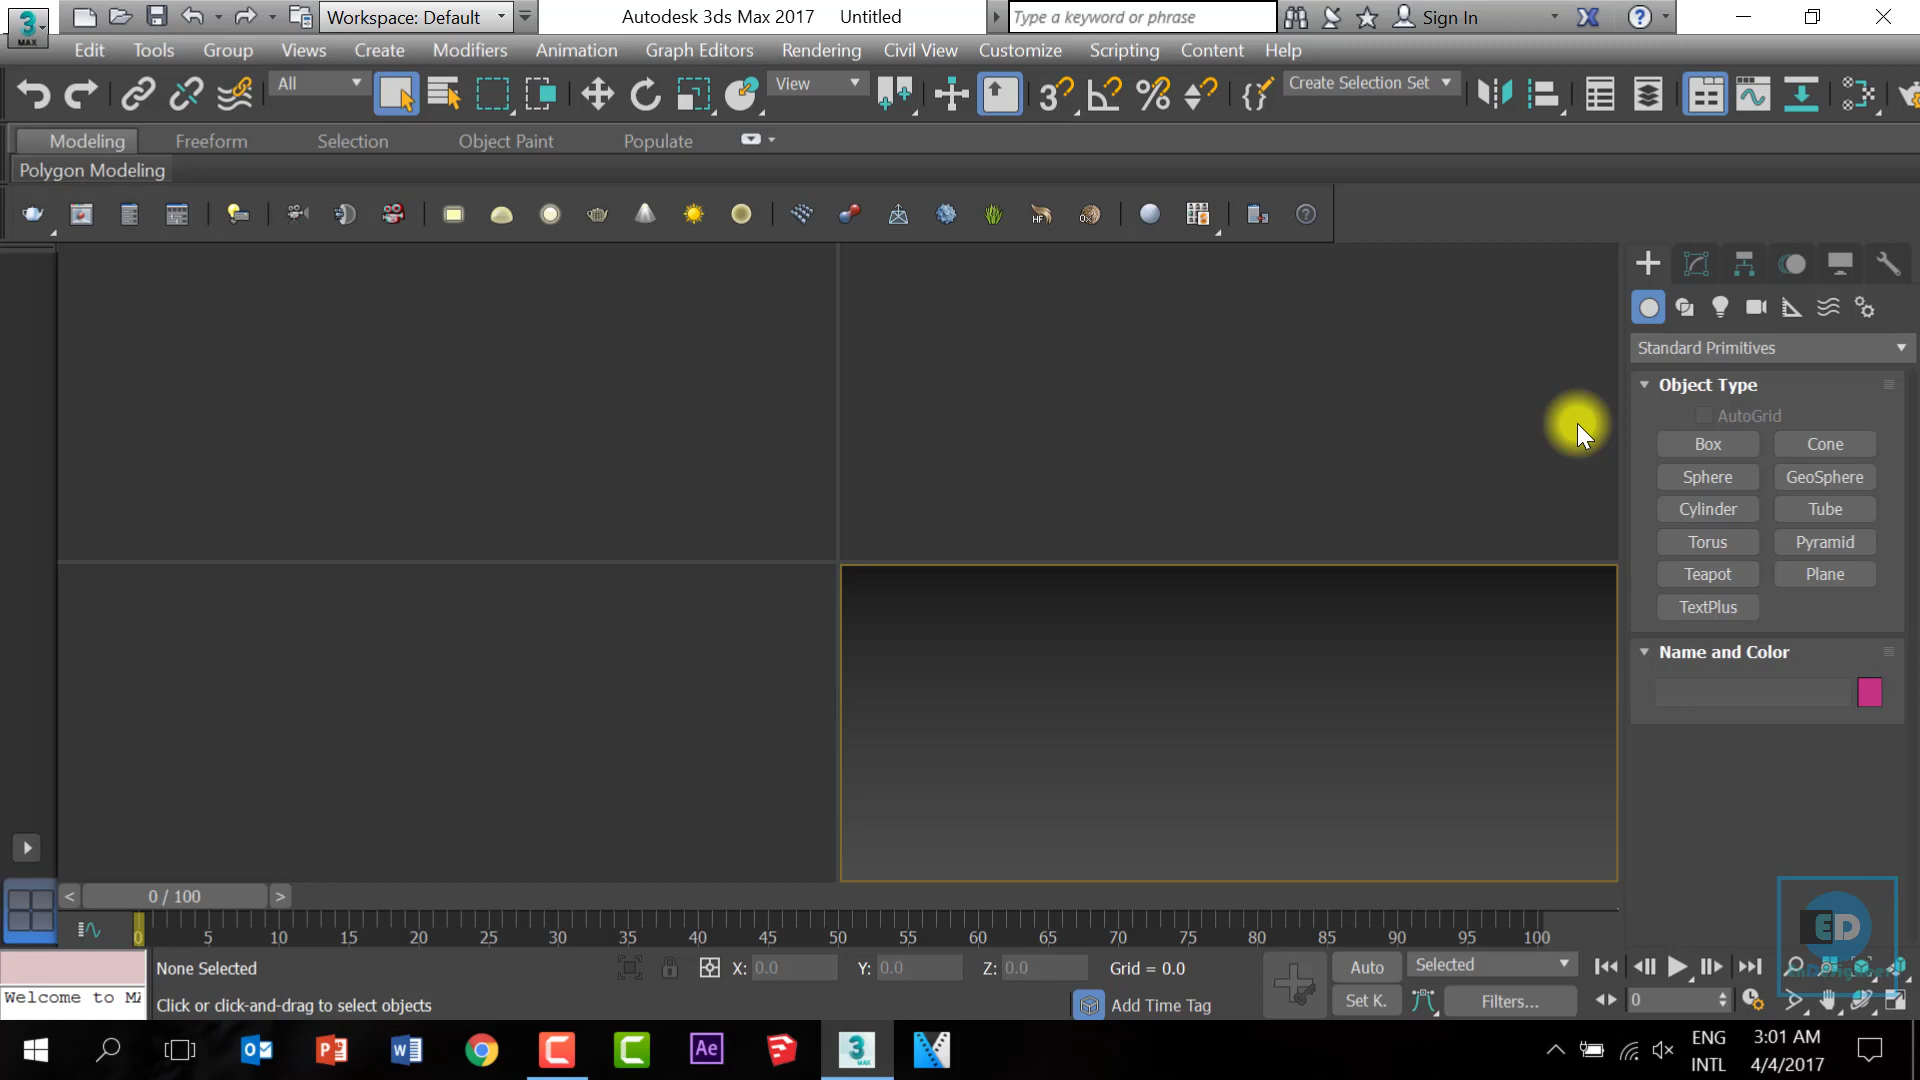 3 MAX Workspace: Default Autodesk 3ds Max 2017 Untitled Type a keyword or phrase Sign In
Edit Tools Group Views Create Modifiers Animation Graph Editors Rendering Civil View Customize Scripting Content Help
All View Create Selection Set
Modeling Freeform Selection Object Paint Populate
Polygon Modeling
Standard Primitives
Object Type
AutoGrid
Box Cone
Sphere GeoSphere
Cylinder Tube
Torus Pyramid
Teapot Plane
TextPlus
Name and Color
< 0 / 100 >
0 5 10 15 20 25 30 35 40 45 50 55 60 65 70 75 80 85 90 95 100
None Selected X: 0.0 Y: 0.0 Z: 0.0 Grid = 0.0 Auto Selected
Welcome to MA Click or click-and-drag to select objects Add Time Tag Set K. Filters... 0
ED
ENG 3:01 AM
INTL 4/4/2017